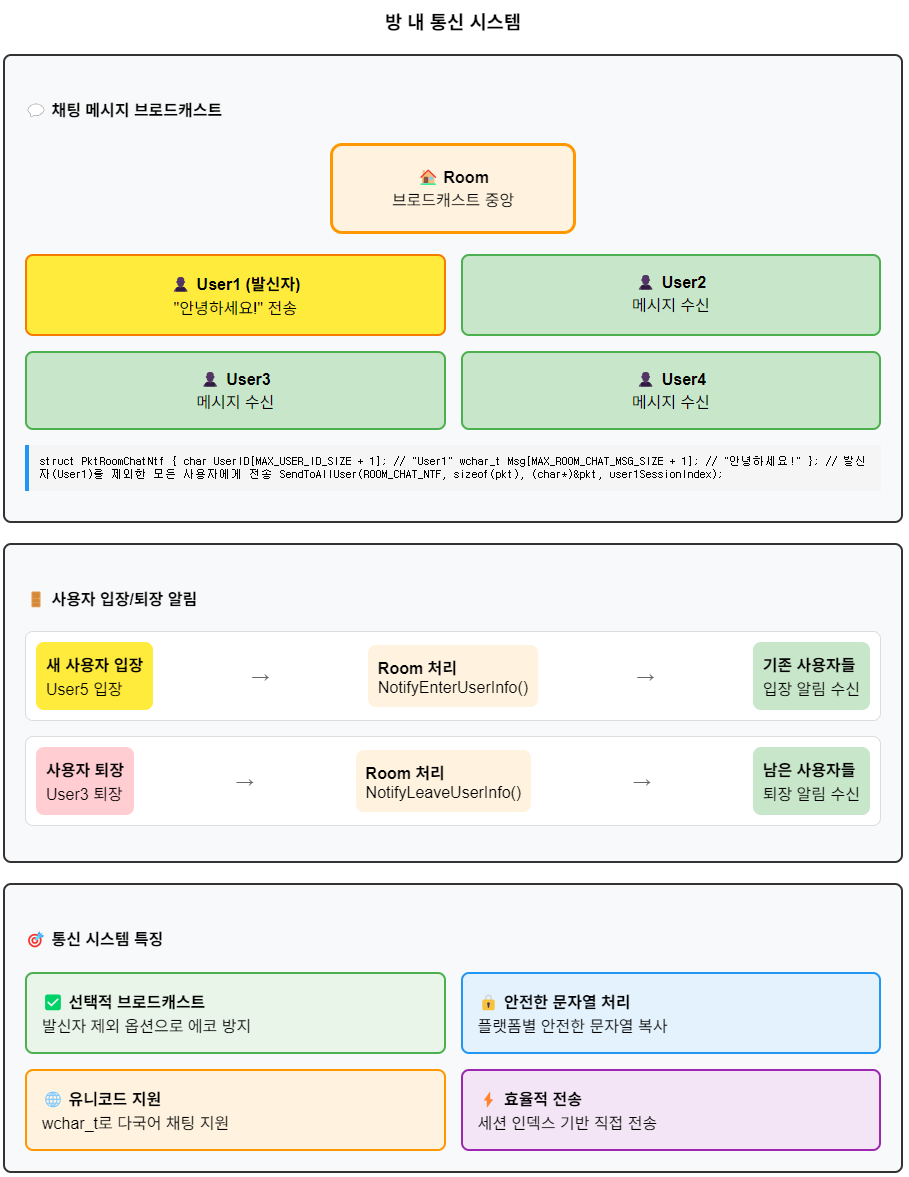 방 내 통신 시스템
💬 채팅 메시지 브로드캐스트
🏠 Room
브로드캐스트 중앙
👤 User1 (발신자)
"안녕하세요!" 전송
👤 User2
메시지 수신
👤 User3
메시지 수신
👤 User4
메시지 수신
struct PktRoomChatNtf { char UserID[MAX_USER_ID_SIZE + 1]; // "User1" wchar_t Msg[MAX_ROOM_CHAT_MSG_SIZE + 1]; // "안녕하세요!" }; // 발신
자(User1)를 제외한 모든 사용자에게 전송 SendToAllUser(ROOM_CHAT_NTF, sizeof(pkt), (char*)&pkt, user1SessionIndex);
🚪 사용자 입장/퇴장 알림
새 사용자 입장
User5 입장
→
Room 처리
NotifyEnterUserInfo()
→
기존 사용자들
입장 알림 수신
사용자 퇴장
User3 퇴장
→
Room 처리
NotifyLeaveUserInfo()
→
남은 사용자들
퇴장 알림 수신
🎯 통신 시스템 특징
✅ 선택적 브로드캐스트
발신자 제외 옵션으로 에코 방지
🔒 안전한 문자열 처리
플랫폼별 안전한 문자열 복사
🌐 유니코드 지원
wchar_t로 다국어 채팅 지원
⚡ 효율적 전송
세션 인덱스 기반 직접 전송